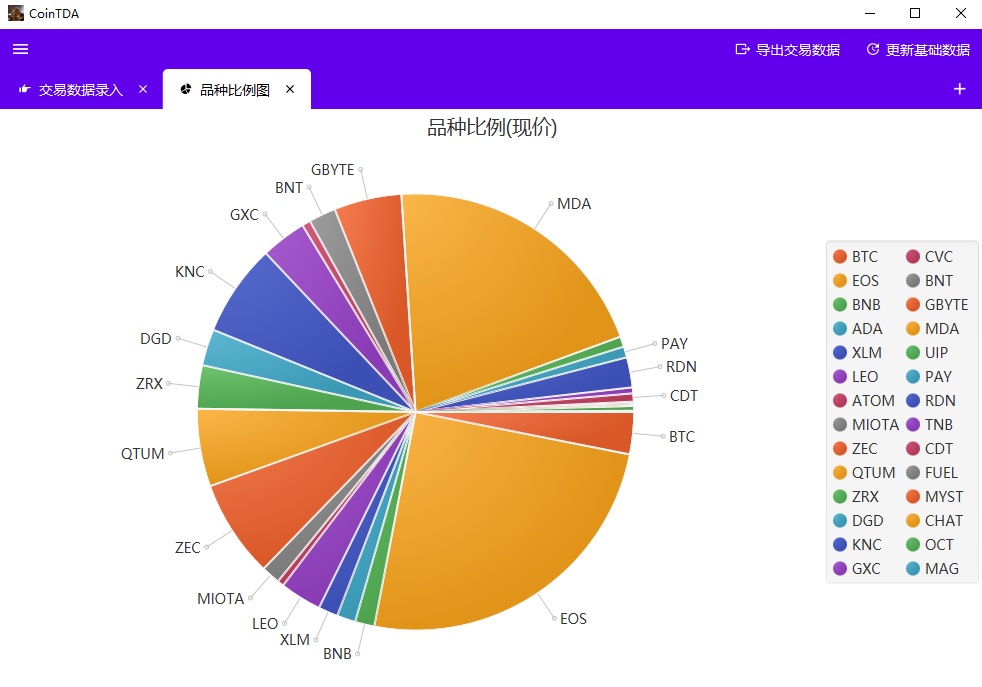 CoinTDA
导出交易数据
更新基础数据
交易数据录入
品种比例图
品种比例(现价)
GBYTE
BNT
GXC
KNC
DGD
ZRX
QTUM
ZEC
MIOTA
LEO
XLM
BNB
MDA
PAY
RDN
CDT
BTC
EOS
BTC CVC
EOS BNT
BNB GBYTE
ADA MDA
XLM UIP
LEO PAY
ATOM RDN
MIOTA TNB
ZEC CDT
QTUM FUEL
ZRX MYST
DGD CHAT
KNC OCT
GXC MAG